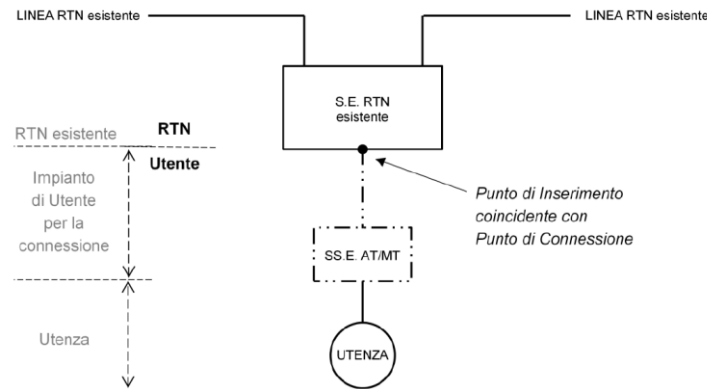 LINEA RTN esistente
LINEA RTN esistente
S.E. RTN
esistente
RTN esistente
RTN
Utente
Impianto
di Utente
per la
connessione
Punto di Inserimento
coincidente con
Punto di Connessione
SS.E. AT/MT
Utenza
UTENZA